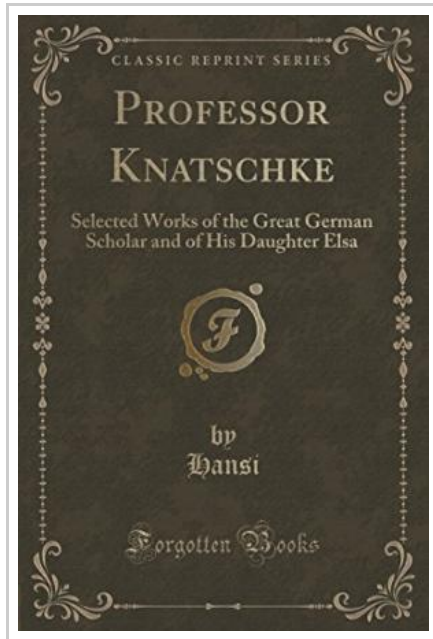 CLASSIC REPRINT SERIES
PROFESSOR
KNATSCHKE
Selected Works of the Great German
Scholar and of His Daughter Elsa
F
by
Hansi
Forgotten Books